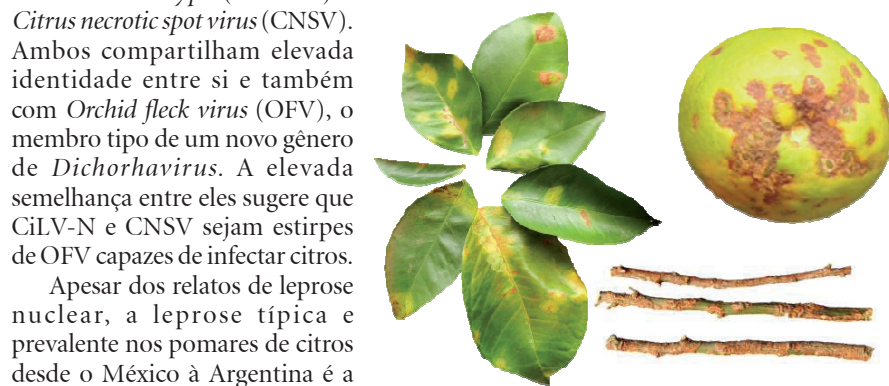 Citrus necrotic spot virus (CNSV).
Ambos compartilham elevada
identidade entre si e também
com Orchid fleck virus (OFV), o
membro tipo de um novo gênero
de Dichorhavirus. A elevada
semelhança entre eles sugere que
CiLV-N e CNSV sejam estirpes
de OFV capazes de infectar citros.
Apesar dos relatos de leprose
nuclear, a leprose típica e
prevalente nos pomares de citros
desde o México à Argentina é a